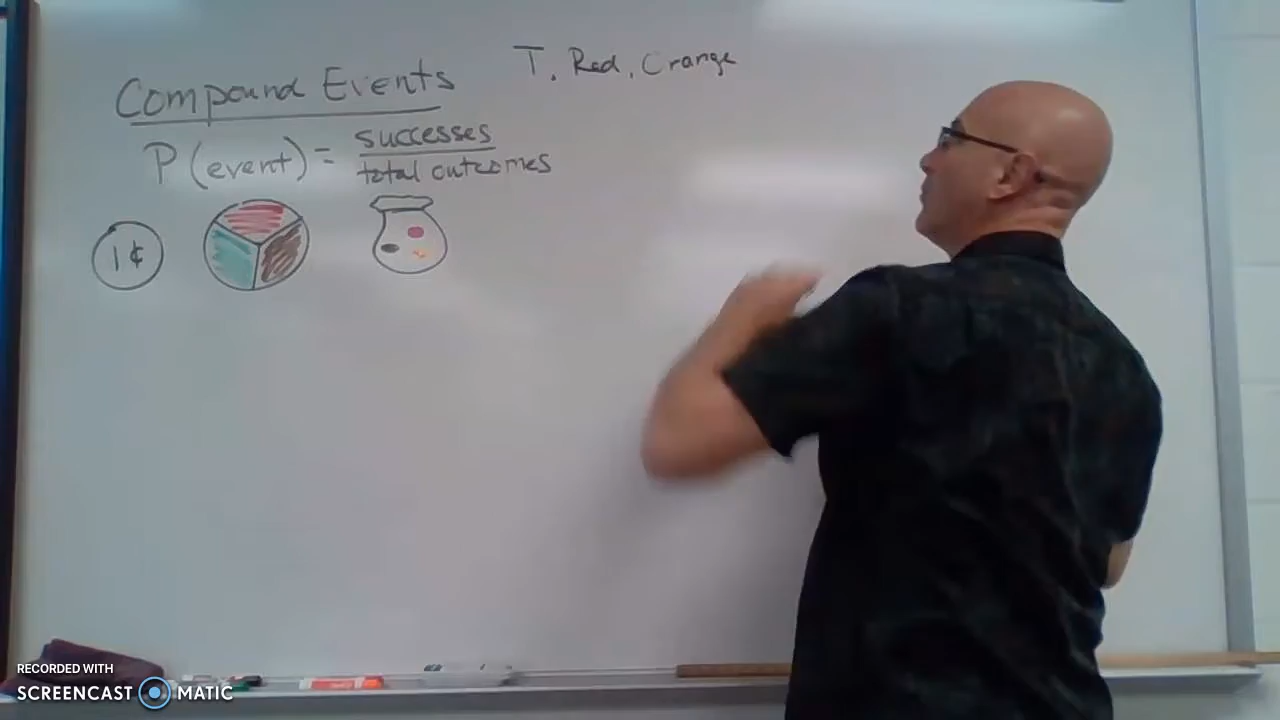 T. Red. Orange
Compound Events
P(event) = successes
total outcomes
1¢
RECORDED WITH
SCREENCAST MATIC